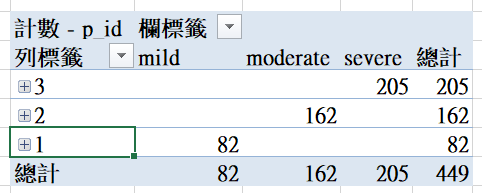 計數 - p_id 欄標籤
列標籤 mild moderate severe 總計
3 205 205
2 162 162
1 82 82
總計 82 162 205 449